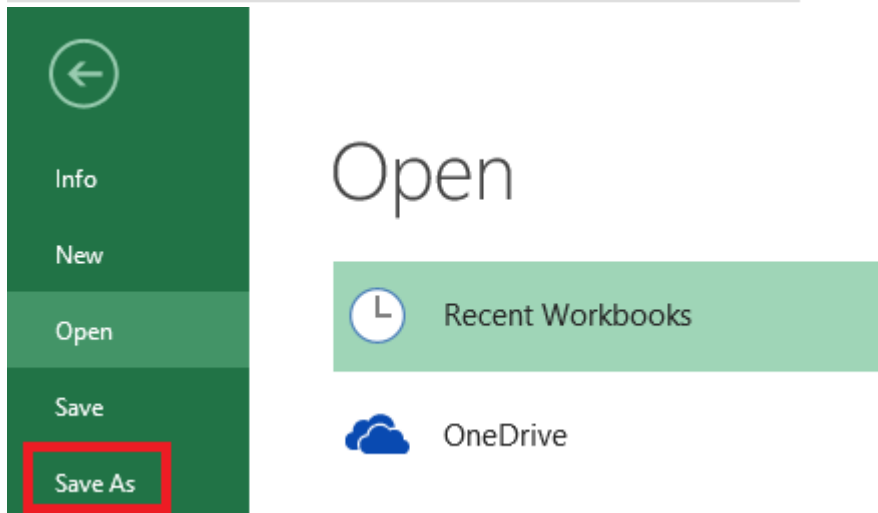 Info
New
Open
Save
Save As
Open
Recent Workbooks
OneDrive